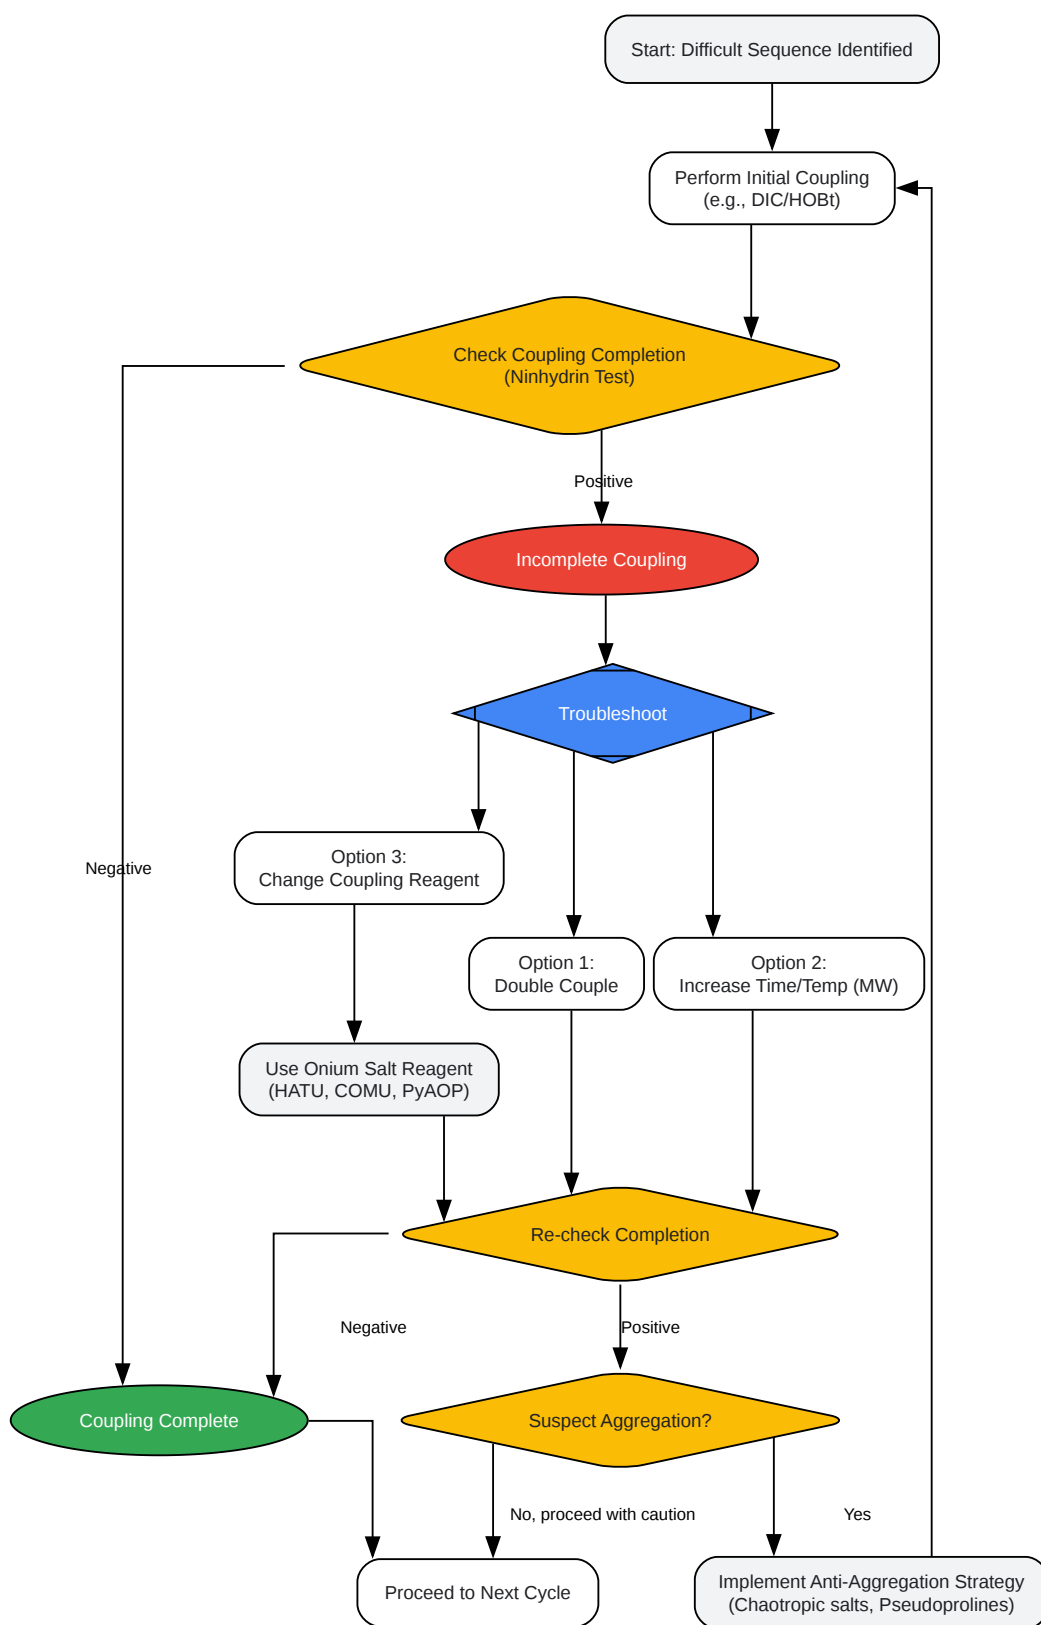 Start: Difficult Sequence Identified
Perform Initial Coupling
(e.g., DIC/HOBt)
Check Coupling Completion
(Ninhydrin Test)
Positive
Incomplete Coupling
Troubleshoot
Negative
Option 3:
Change Coupling Reagent
Option 1:
Double Couple
Option 2:
Increase Time/Temp (MW)
Use Onium Salt Reagent
(HATU, COMU, PyAOP)
Re-check Completion
Negative
Positive
Coupling Complete
Suspect Aggregation?
No, proceed with caution
Yes
Proceed to Next Cycle
Implement Anti-Aggregation Strategy
(Chaotropic salts, Pseudoprolines)